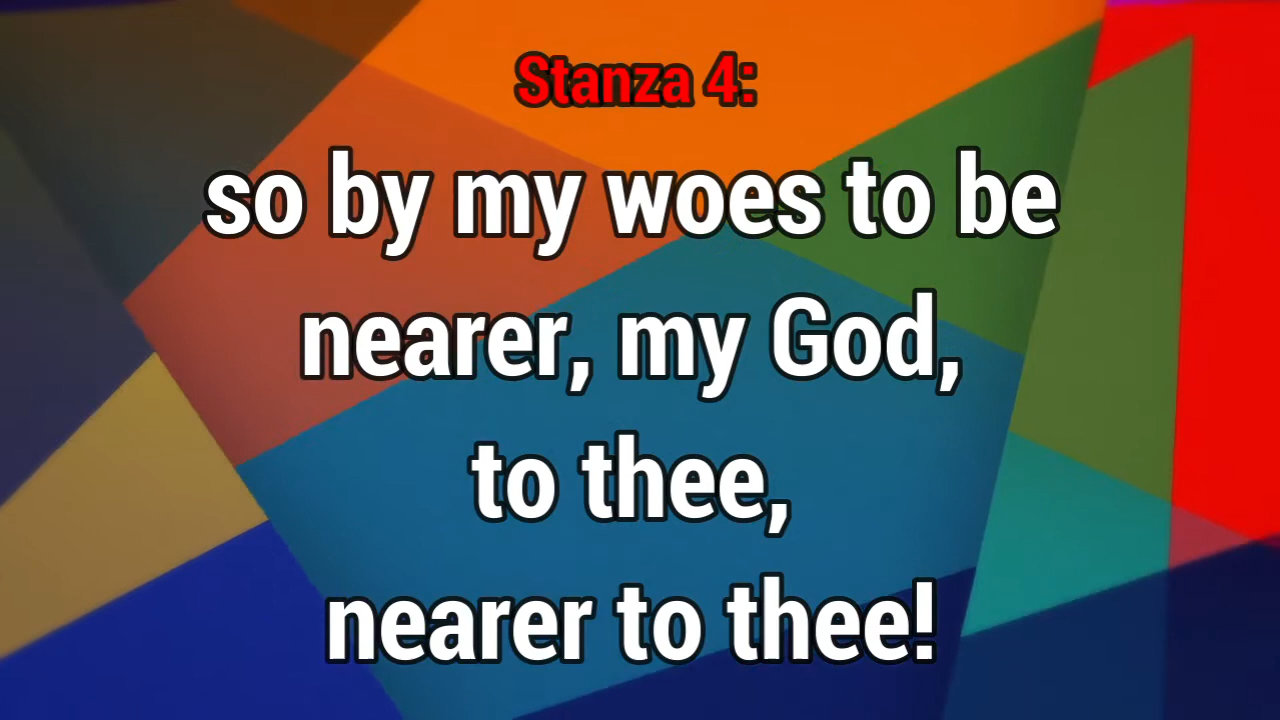 Stanza 4:
so by my woes to be
nearer, my God,
to thee,
nearer to thee!